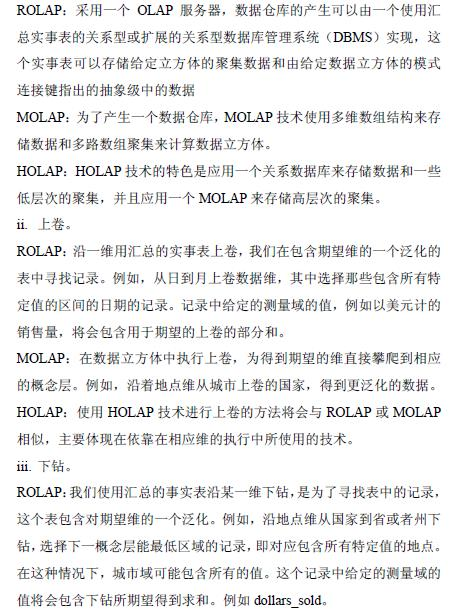 ROLAP：采用一个 OLAP 服务器，数据仓库的产生可以由一个使用汇
总实事表的关系型或扩展的关系型数据库管理系统（DBMS）实现，这
个实事表可以存储给定立方体的聚集数据和由给定数据立方体的模式
连接键指出的抽象级中的数据
MOLAP：为了产生一个数据仓库，MOLAP 技术使用多维数组结构来存
储数据和多路数组聚集来计算数据立方体。
HOLAP：HOLAP 技术的特色是应用一个关系数据库来存储数据和一些
低层次的聚集，并且应用一个 MOLAP 来存储高层次的聚集。
ii. 上卷。
ROLAP：沿一维用汇总的实事表上卷，我们在包含期望维的一个泛化的
表中寻找记录。例如，从日到月上卷数据维，其中选择那些包含所有特
定值的区间的日期的记录。记录中给定的测量域的值，例如以美元计的
销售量，将会包含用于期望的上卷的部分和。
MOLAP：在数据立方体中执行上卷，为得到期望的维直接攀爬到相应
的概念层。例如，沿着地点维从城市上卷的国家，得到更泛化的数据。
HOLAP：使用 HOLAP 技术进行上卷的方法将会与 ROLAP 或 MOLAP
相似，主要体现在依靠在相应维的执行中所使用的技术。
iii. 下钻。
ROLAP：我们使用汇总的事实表沿某一维下钻，是为了寻找表中的记录，
这个表包含对期望维的一个泛化。例如，沿地点维从国家到省或者州下
钻，选择下一概念层能最低区域的记录，即对应包含所有特定值的地点。
在这种情况下，城市域可能包含所有的值。这个记录中给定的测量域的
值将会包含下钻所期望得到求和。例如 dollars_sold。